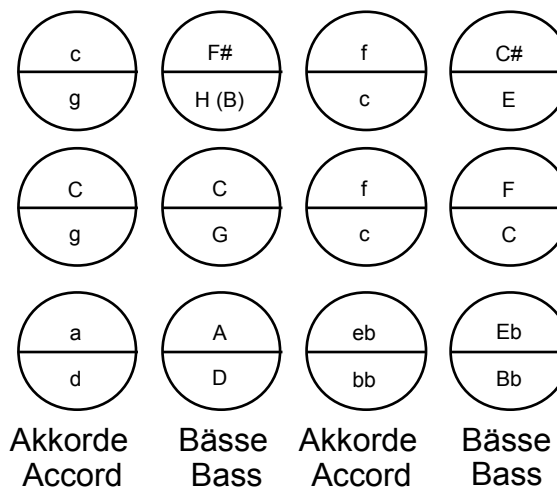 c F# f C#
g H (B) c E
C C f F
g G c C
a A eb Eb
d D bb Bb
Akkorde Bässe Akkorde Bässe
Accord Bass Accord Bass